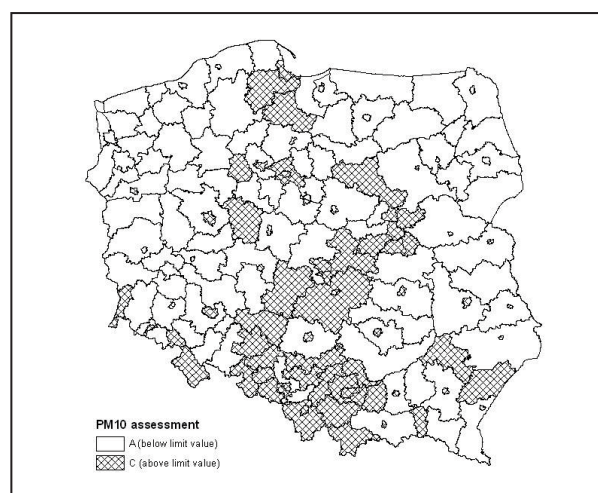 PM10 assessment
A (below limit value)
C (above limit value)